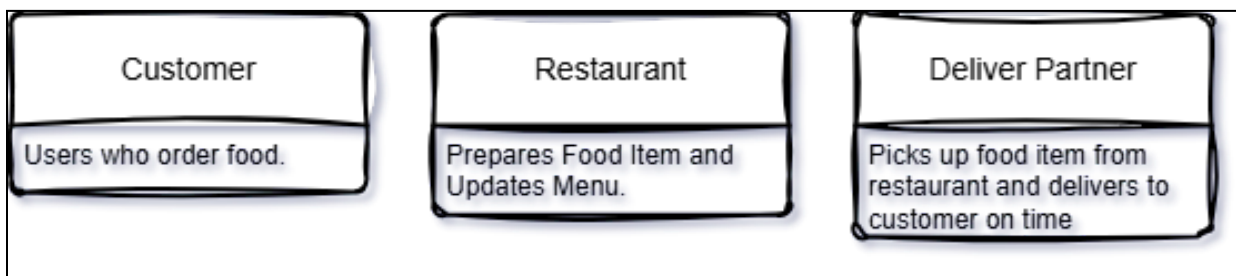 Customer
Users who order food.
Restaurant
Prepares Food Item and
Updates Menu.
Deliver Partner
Picks up food item from
restaurant and delivers to
customer on time